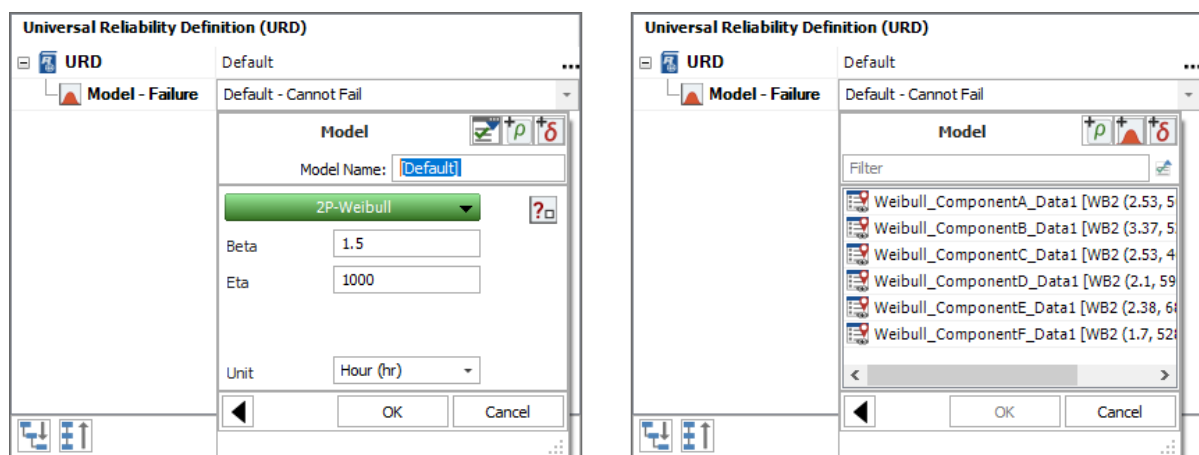 Universal Reliability Definition (URD)
URD Default ...
Model - Failure Default - Cannot Fail
Model +ρ +δ
Model Name: [Default]
2P-Weibull ?
Beta 1.5
Eta 1000
Unit Hour (hr)
OK Cancel
Universal Reliability Definition (URD)
URD Default ...
Model - Failure Default - Cannot Fail
Model +ρ + +δ
Filter
Weibull_ComponentA_Data1 [WB2 (2.53, 5
Weibull_ComponentB_Data1 [WB2 (3.37, 5
Weibull_ComponentC_Data1 [WB2 (2.53, 4
Weibull_ComponentD_Data1 [WB2 (2.1, 59
Weibull_ComponentE_Data1 [WB2 (2.38, 6
Weibull_ComponentF_Data1 [WB2 (1.7, 528
OK Cancel